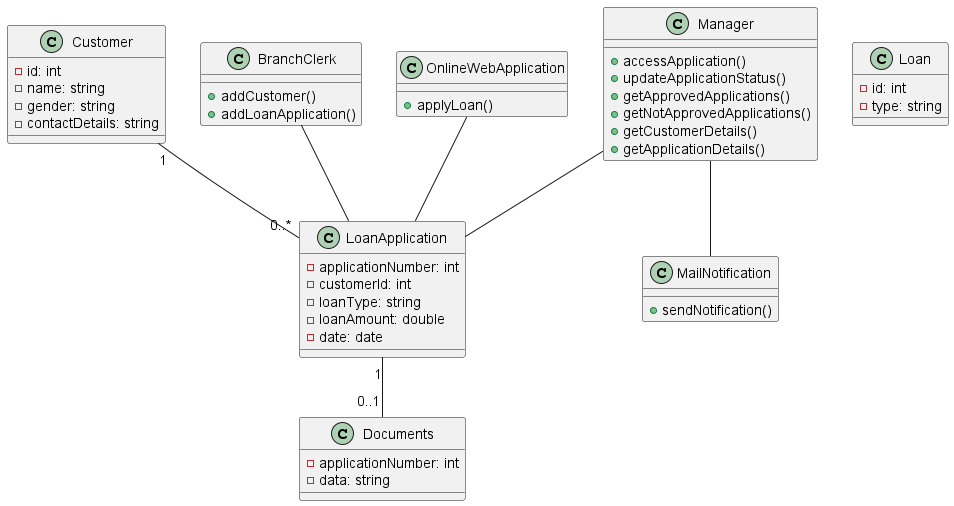 C Customer
id: int
name: string
gender: string
contactDetails: string
C BranchClerk
addCustomer()
addLoanApplication()
C OnlineWebApplication
applyLoan()
C Manager
accessApplication()
updateApplicationStatus()
getApprovedApplications()
getNotApprovedApplications()
getCustomerDetails()
getApplicationDetails()
C Loan
id: int
type: string
1
0..*
C LoanApplication
applicationNumber: int
customerId: int
loanType: string
loanAmount: double
date: date
C MailNotification
sendNotification()
1
0..1
C Documents
applicationNumber: int
data: string